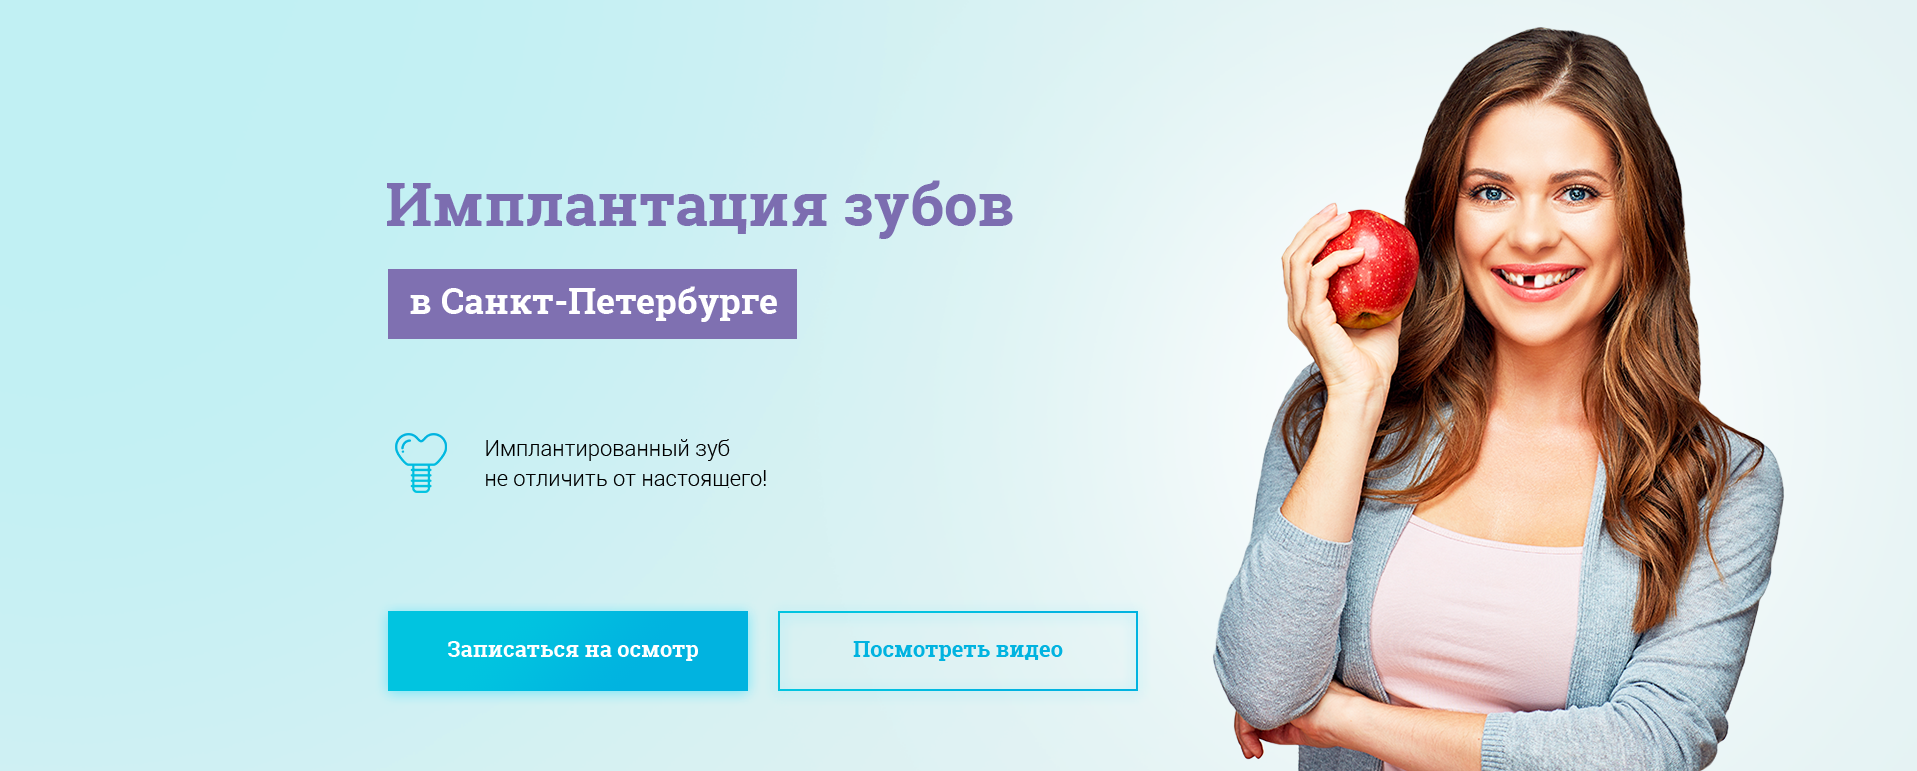 Имплантация зубов
в Санкт-Петербурге
Имплантированный зуб
не отличить от настоящего!
Записаться на осмотр
Посмотреть видео